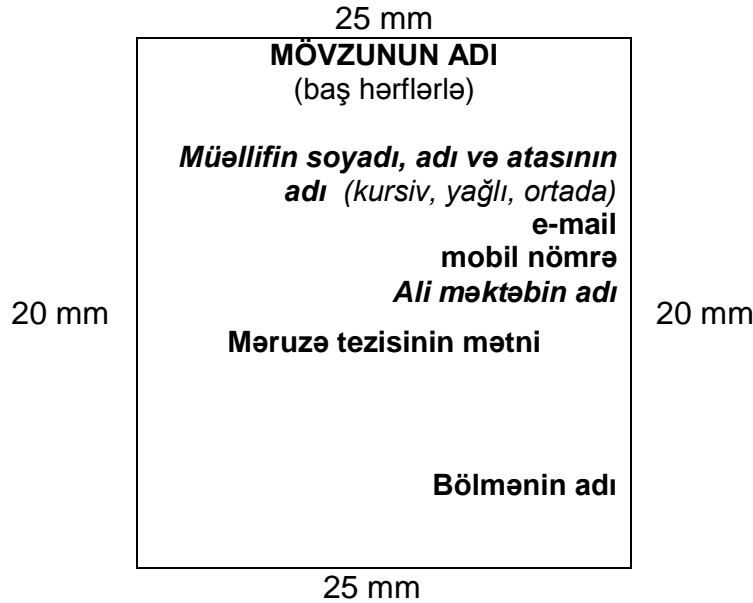 25 mm
MÖVZUNUN ADI
(baş hərflərlə)
Müəllifin soyadı, adı və atasının
adı (kursiv, yağlı, ortada)
e-mail
mobil nömrə
Ali məktəbin adı
20 mm
20 mm
Məruzə tezisinin mətni
Bölmənin adı
25 mm